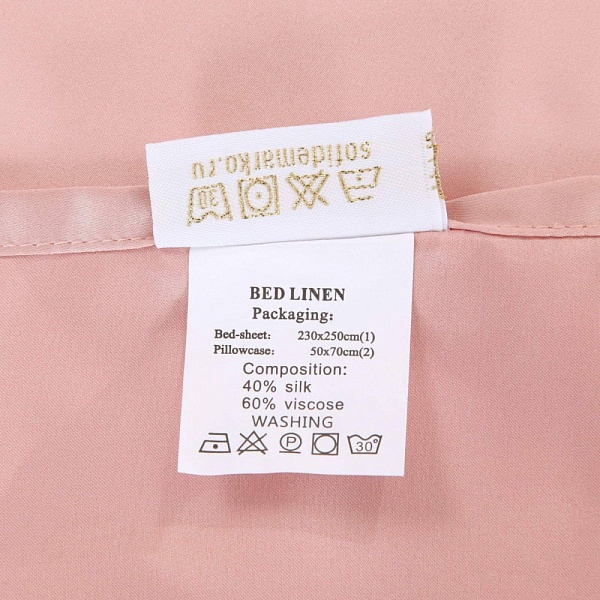 sofidemarko.ru
30
BED LINEN
Packaging:
Bed-sheet: 230x250cm(1)
Pillowcase: 50x70cm(2)
Composition:
40% silk
60% viscose
WASHING
P 30°